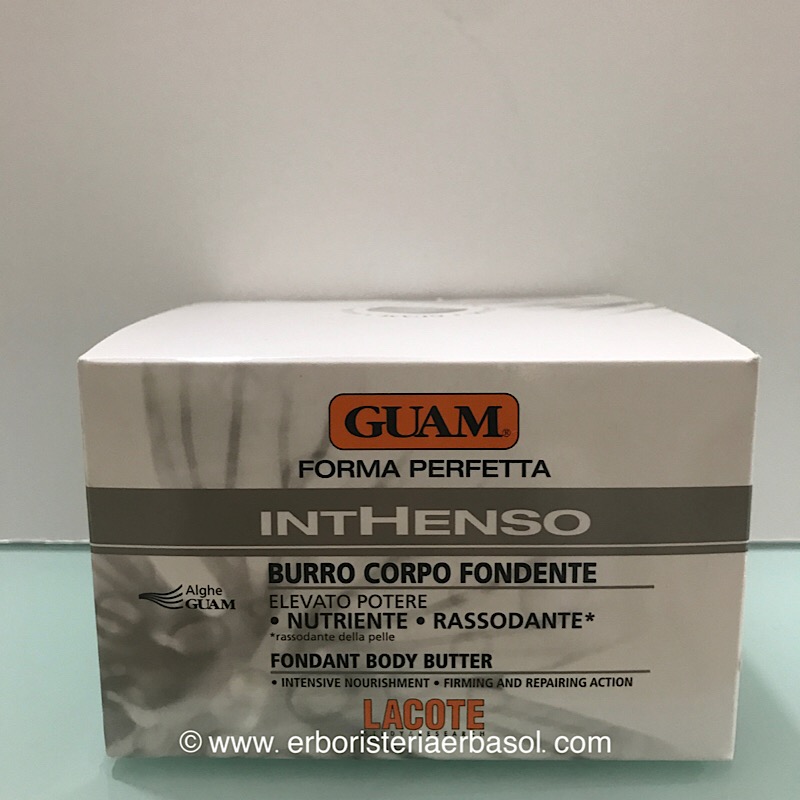 GUAM®
FORMA PERFETTA
INTHENSO
BURRO CORPO FONDENTE
Alghe
GUAM
ELEVATO POTERE
• NUTRIENTE • RASSODANTE*
*rassodante della pelle
FONDANT BODY BUTTER
• INTENSIVE NOURISHMENT • FIRMING AND REPAIRING ACTION
LACOTE
© www. erboristeriaerbasol. com